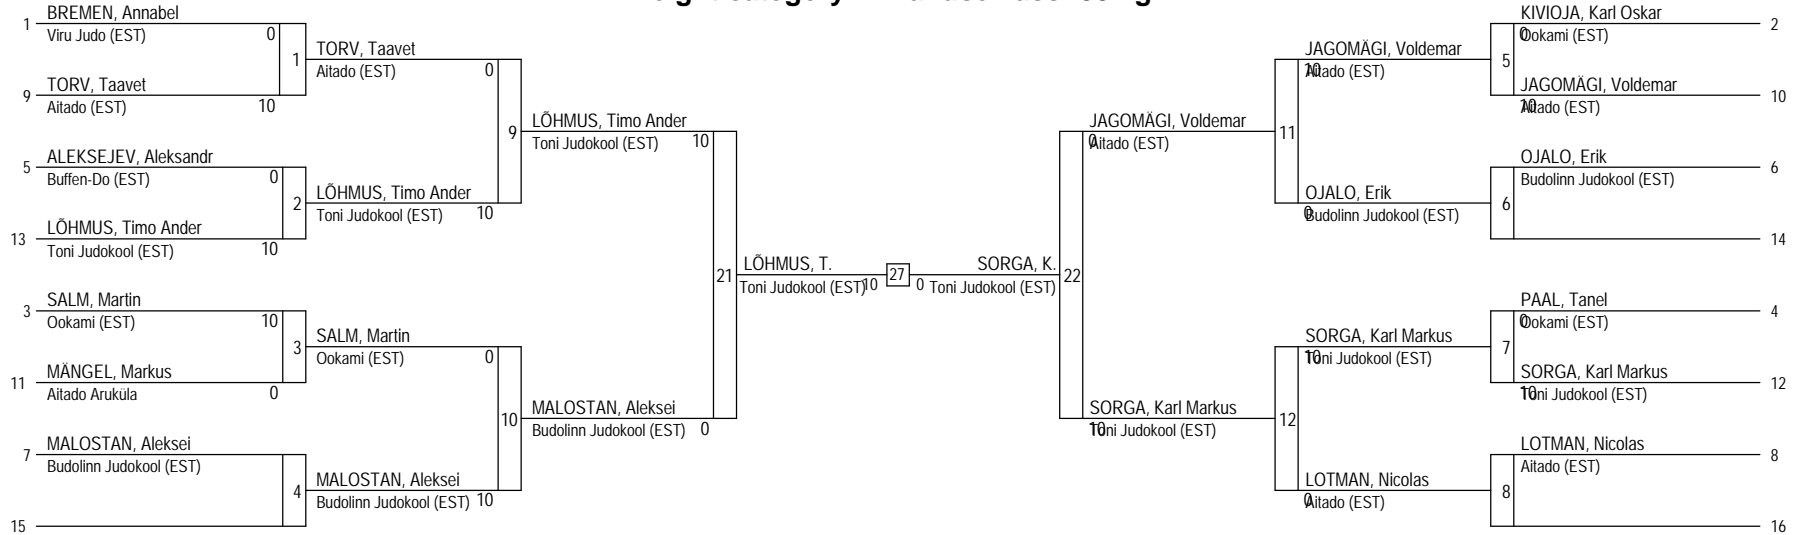 1 BREMEN, Annabel
Viru Judo (EST) 0
1
9 TORV, Taavet
Aitado (EST) 10
5 ALEKSEJEV, Aleksandr
Buffen-Do (EST) 0
2
13 LÕHMUS, Timo Ander
Toni Judokool (EST) 10
3 SALM, Martin
Ookami (EST) 10
3
11 MÄNGEL, Markus
Aitado Aruküla 0
7 MALOSTAN, Aleksei
Budolinn Judokool (EST)
4
15
TORV, Taavet
Aitado (EST) 0
9
LÕHMUS, Timo Ander
Toni Judokool (EST) 10
SALM, Martin
Ookami (EST) 0
10
MALOSTAN, Aleksei
Budolinn Judokool (EST) 10
LÕHMUS, Timo Ander
Toni Judokool (EST) 10
21
MALOSTAN, Aleksei
Budolinn Judokool (EST) 0
LÕHMUS, T.
Toni Judokool (EST) 10
27
SORGA, K.
0 Toni Judokool (EST)
22
JAGOMÄGI, Voldemar
0 Aitado (EST)
SORGA, Karl Markus
10 Toni Judokool (EST)
11
JAGOMÄGI, Voldemar
10 Aitado (EST)
OJALO, Erik
0 Budolinn Judokool (EST)
12
SORGA, Karl Markus
10 Toni Judokool (EST)
LOTMAN, Nicolas
0 Aitado (EST)
KIVIOJA, Karl Oskar 2
0 Ookami (EST)
5
JAGOMÄGI, Voldemar 10
10 Aitado (EST)
OJALO, Erik 6
Budolinn Judokool (EST)
6
14
PAAL, Tanel 4
0 Ookami (EST)
7
SORGA, Karl Markus 12
10 Toni Judokool (EST)
LOTMAN, Nicolas 8
Aitado (EST)
8
16